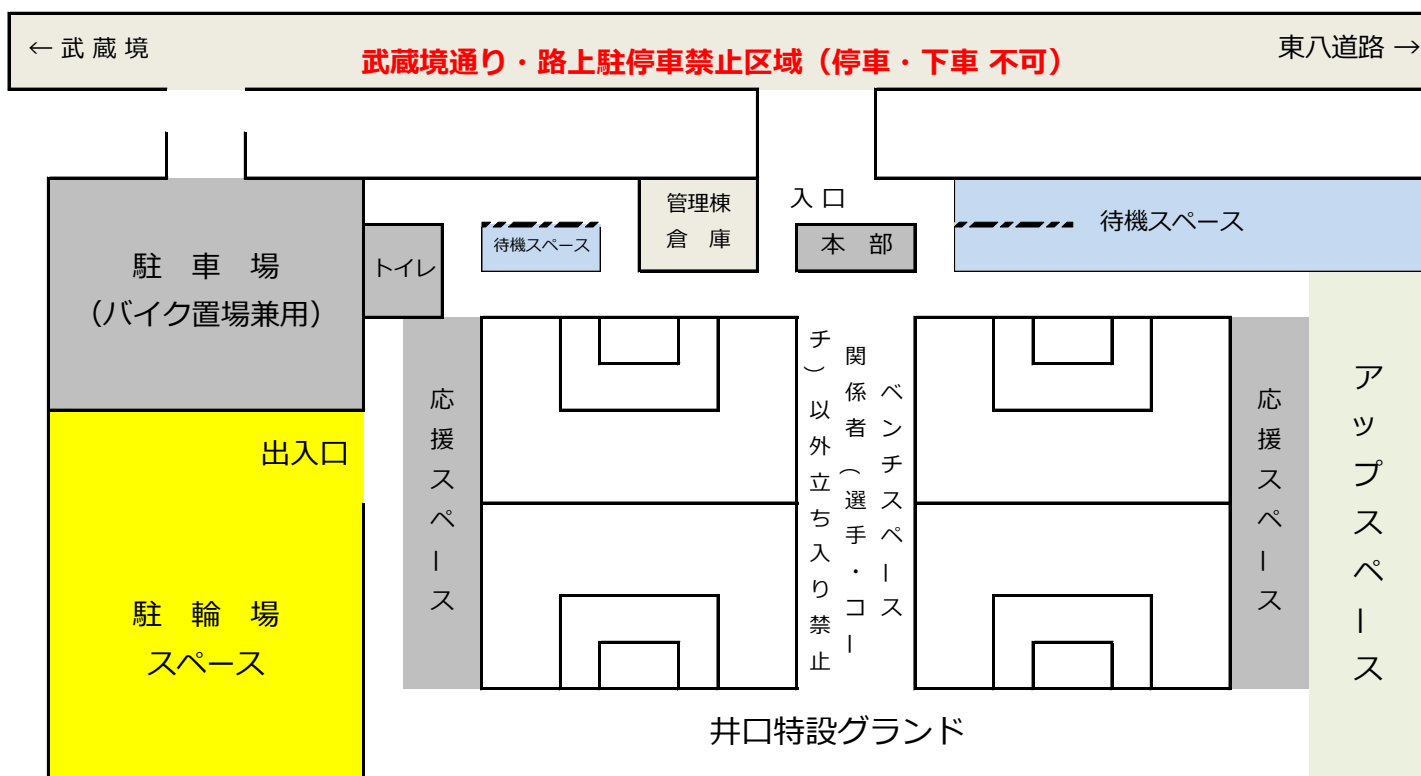 ← 武 蔵 境
武蔵境通り・路上駐停車禁止区域（停車・下車 不可）
東八道路 →
管理棟
倉　庫
入 口
本　部
待機スペース
待機スペース
駐　車　場
（バイク置場兼用）
トイレ
応援スペース
ベンチスペース
関係者（選手・コー
チ）以外立ち入り禁止
応援スペース
アップスペース
出入口
駐　輪　場
スペース
井口特設グランド